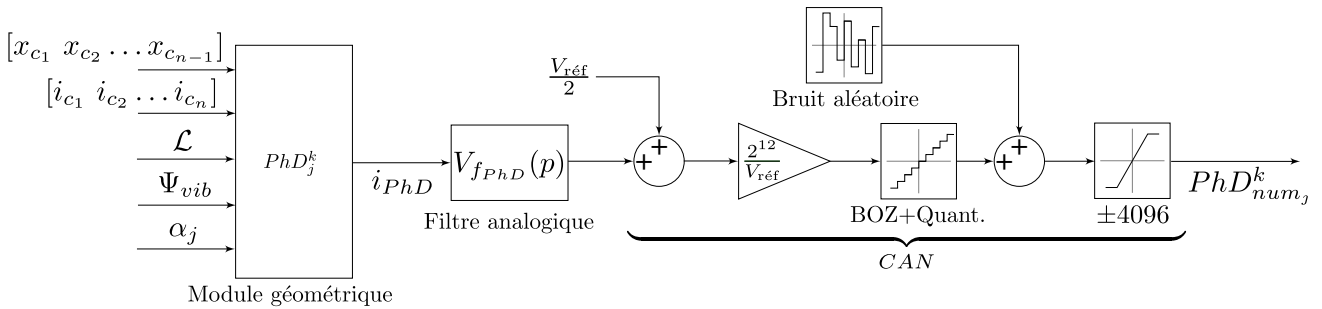 [x_{c_1} x_{c_2} … x_{c_{n-1}}]
[i_{c_1} i_{c_2} … i_{c_n}]
ℒ
Ψ_{vib}
α_j
PhD_j^k
Module géométrique
i_{PhD}
V_{f_{PhD}}(p)
Filtre analogique
V_{réf}/2
+ +
2^{12}/V_{réf}
BOZ+Quant.
Bruit aléatoire
+ +
±4096
CAN
PhD^k_{num_j}